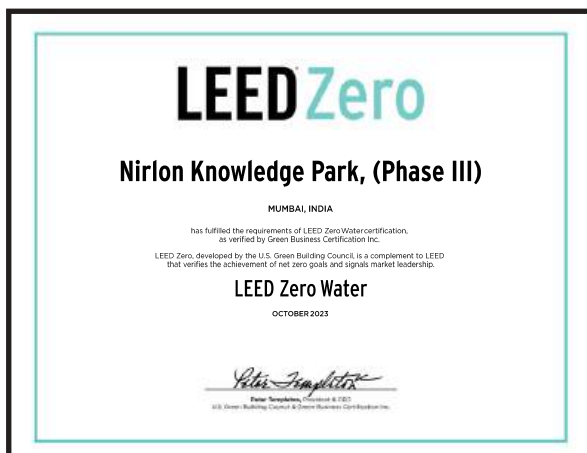 LEED Zero
Nirlon Knowledge Park, (Phase III)
MUMBAI, INDIA
has fulfilled the requirements of LEED Zero Water certification,
as verified by Green Business Certification Inc.
LEED Zero, developed by the U.S. Green Building Council, is a complement to LEED
that verifies the achievement of net zero goals and signals market leadership.
LEED Zero Water
OCTOBER 2023
Peter Templeton
Peter Templeton, President & CEO
U.S. Green Building Council & Green Business Certification Inc.